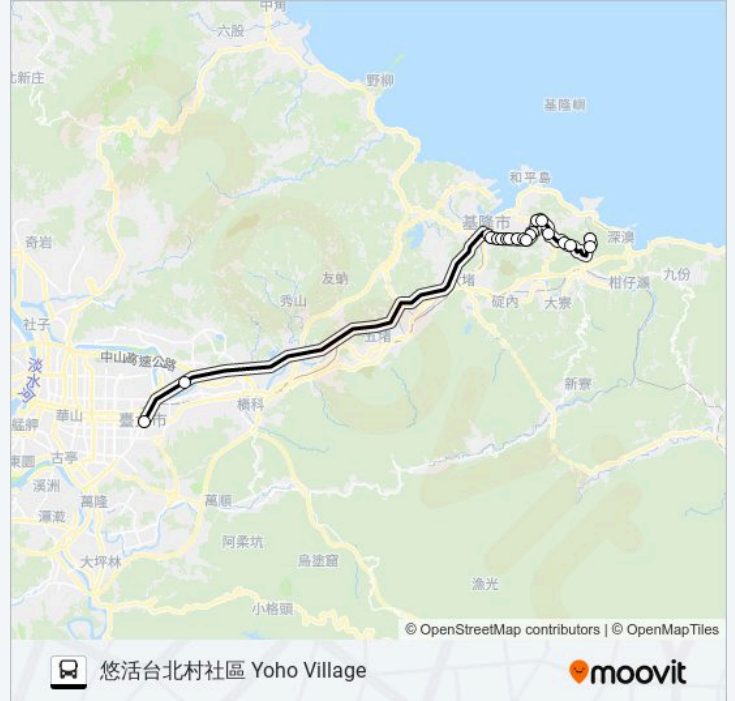 中角
六股
北新庄
野柳
基隆嶼
和平島
基隆市
深澳
奇岩
友蚋
堵
碇內
大寮
柑仔瀨
九份
秀山
社子
五堵
中山高速公路
淡水河
新寮
橫科
華山
臺 市
艋舺
東園
古亭
溪洲
萬隆
萬順
潭漧
阿柔坑
大坪林
烏塗窟
漁光
小格頭
© OpenStreetMap contributors | © OpenMapTiles
悠活台北村社區 Yoho Village
moovit